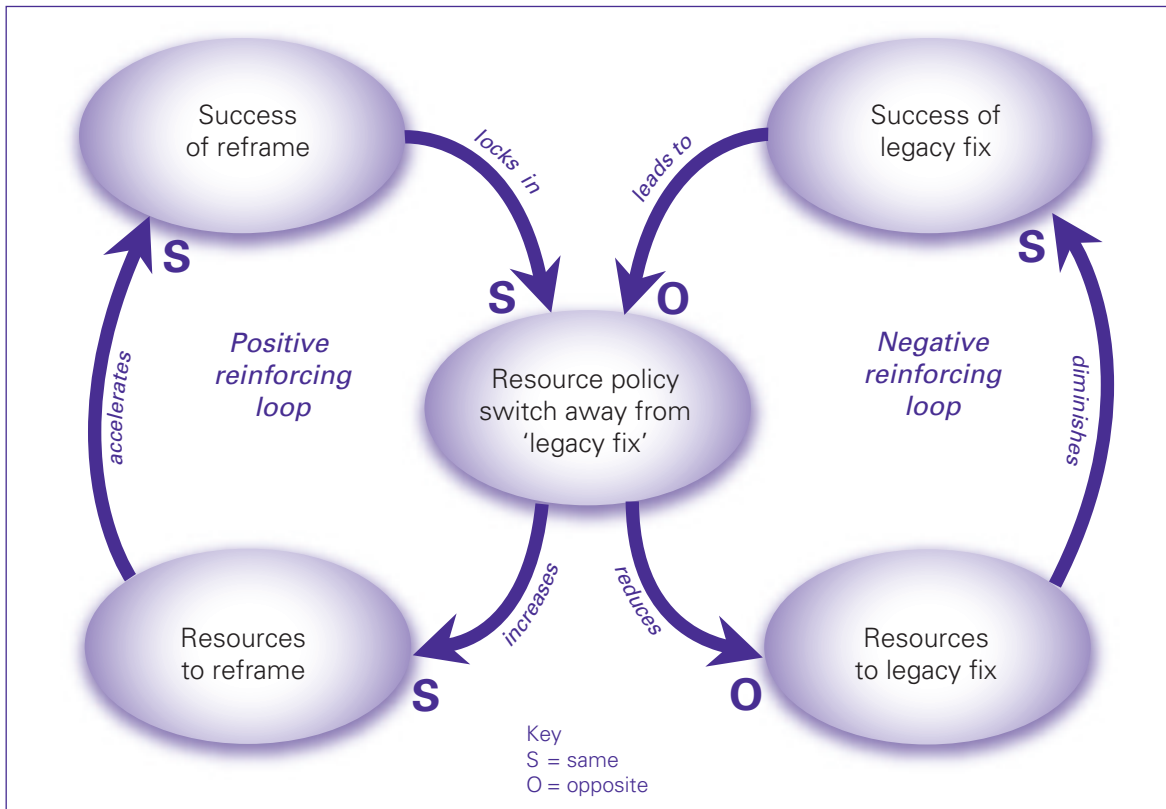 Success
of reframe
locks in
S
Success of
legacy fix
leads to
O
S
S
Positive
reinforcing
loop
accelerates
Resource policy
switch away from
‘legacy fix’
Negative
reinforcing
loop
diminishes
Resources
to reframe
increases
S
reduces
O
Resources
to legacy fix
Key
S = same
O = opposite